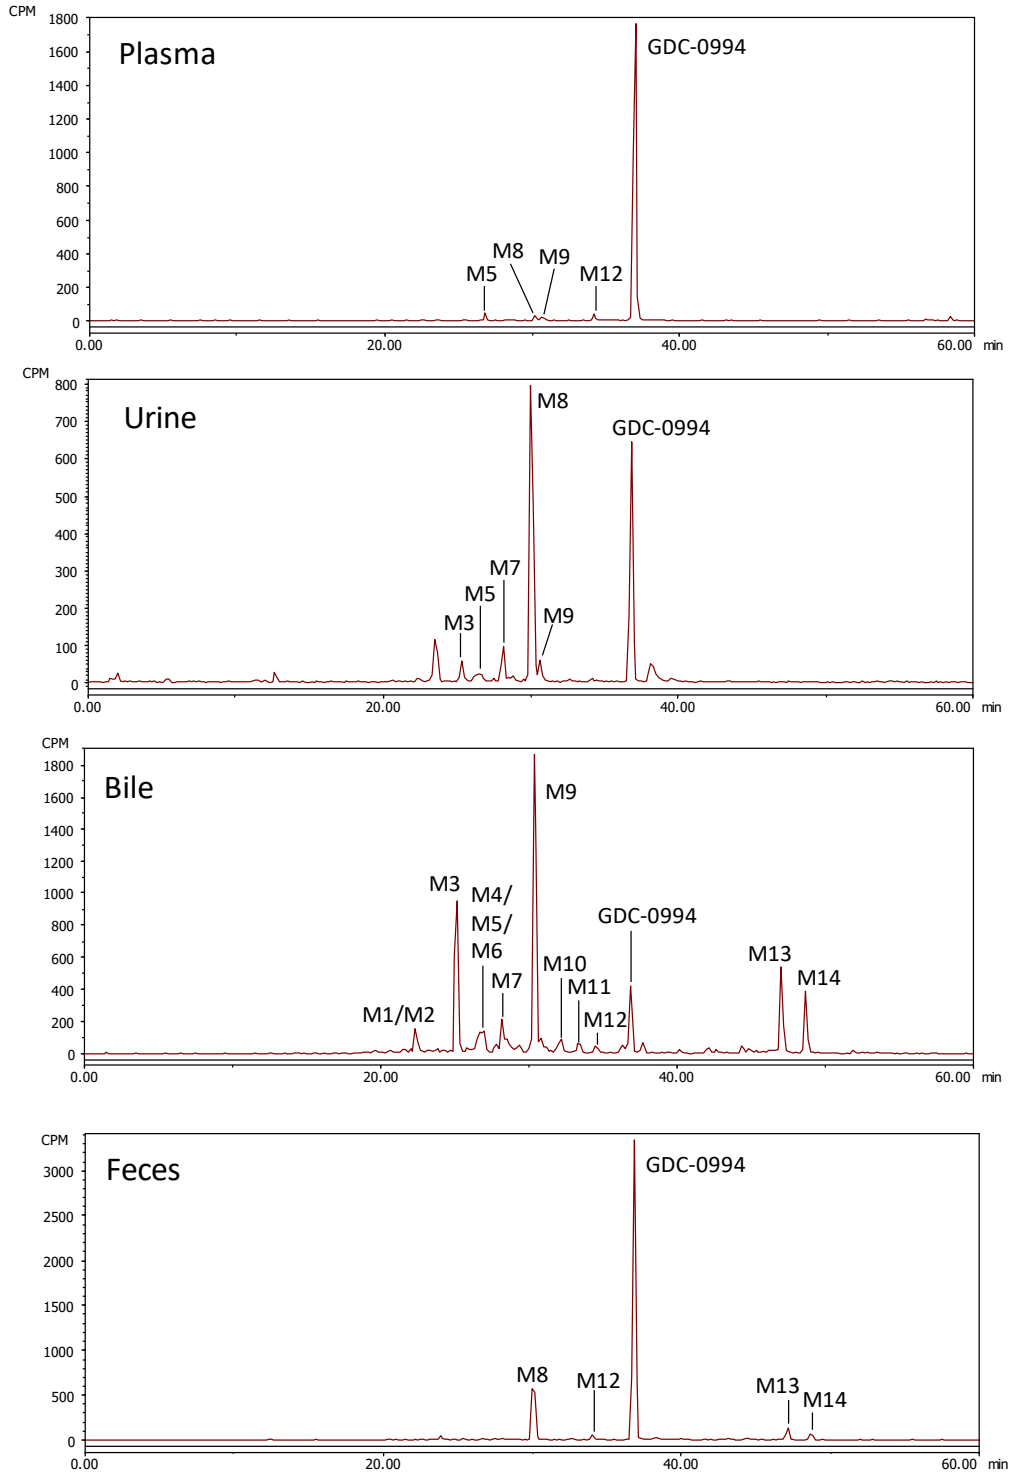 CPM
1800
Plasma
GDC-0994
1600
1400
1200
1000
800
600
400
M8
M9
M5
M12
200
0
0.00
20.00
40.00
60.00 min
CPM
800
Urine
M8
700
GDC-0994
600
500
400
300
M7
M5
200
M3
M9
100
0
0.00
20.00
40.00
60.00 min
CPM
1800
Bile
M9
1600
1400
1200
1000
M3
M4/
M5/
M6
GDC-0994
800
600
M7
M10
M13
M14
400
M11
M1/M2
M12
200
0
0.00
20.00
40.00
60.00 min
CPM
Feces
GDC-0994
3000
2500
2000
1500
1000
M8
M12
M13
M14
500
0
0.00
20.00
40.00
60.00 min